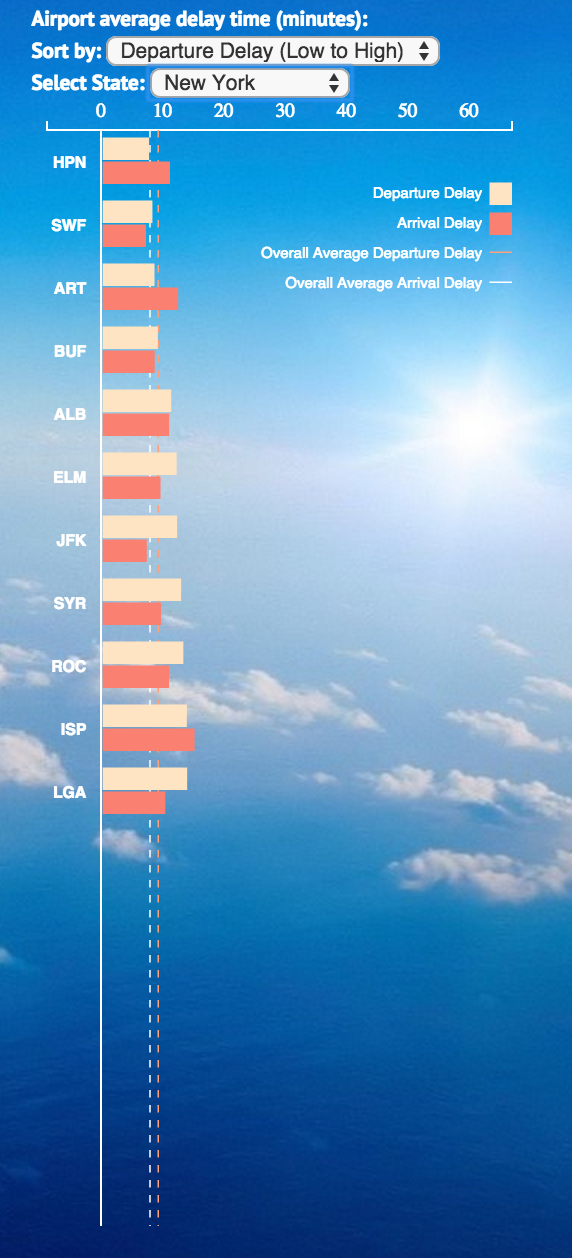 Airport average delay time (minutes):
Sort by: Departure Delay (Low to High)
Select State: New York
0 10 20 30 40 50 60
HPN
Departure Delay
Arrival Delay
SWF
Overall Average Departure Delay
Overall Average Arrival Delay
ART
BUF
ALB
ELM
JFK
SYR
ROC
ISP
LGA